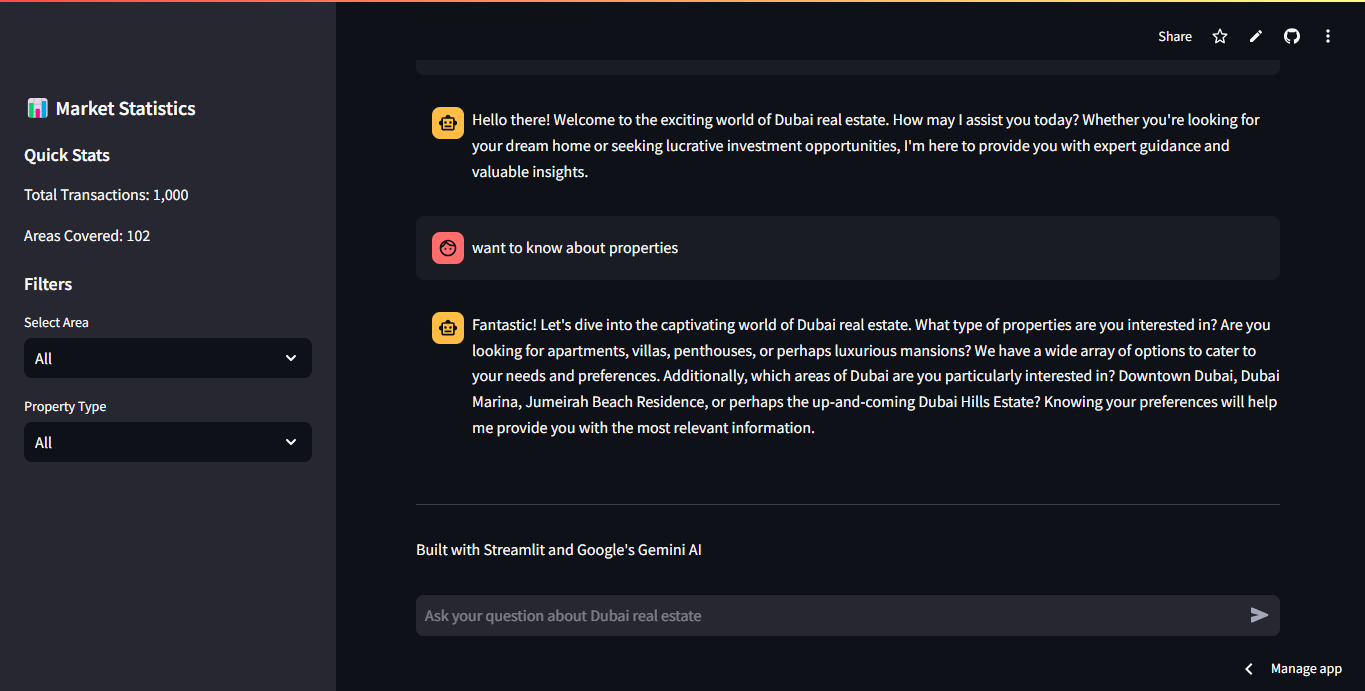 Share
Market Statistics
Quick Stats
Total Transactions: 1,000
Areas Covered: 102
Filters
Select Area
All
Property Type
All
Hello there! Welcome to the exciting world of Dubai real estate. How may I assist you today? Whether you're looking for
your dream home or seeking lucrative investment opportunities, I'm here to provide you with expert guidance and
valuable insights.
want to know about properties
Fantastic! Let's dive into the captivating world of Dubai real estate. What type of properties are you interested in? Are you
looking for apartments, villas, penthouses, or perhaps luxurious mansions? We have a wide array of options to cater to
your needs and preferences. Additionally, which areas of Dubai are you particularly interested in? Downtown Dubai, Dubai
Marina, Jumeirah Beach Residence, or perhaps the up-and-coming Dubai Hills Estate? Knowing your preferences will help
me provide you with the most relevant information.
Built with Streamlit and Google's Gemini AI
Ask your question about Dubai real estate
Manage app